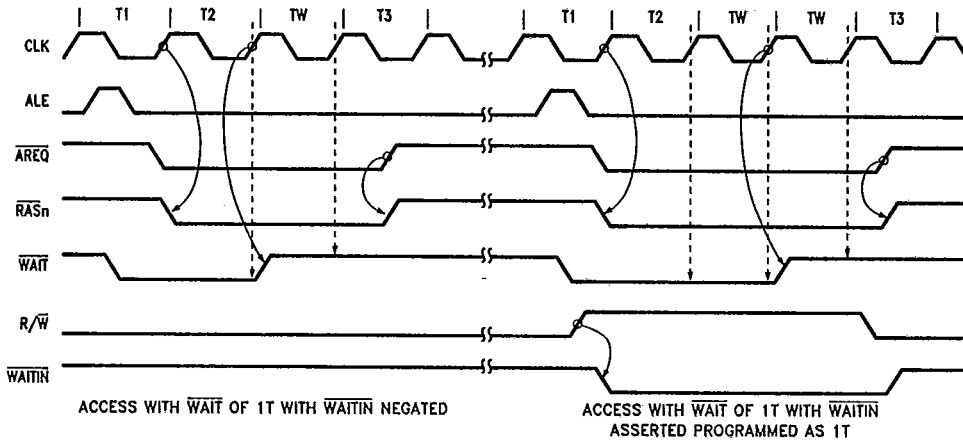 T1 T2 TW T3 T1 T2 TW TW T3
CLK
ALE
AREQ
RASn
WAIT
R/W
WAITIN
ACCESS WITH WAIT OF 1T WITH WAITIN NEGATED
ACCESS WITH WAIT OF 1T WITH WAITIN
ASSERTED PROGRAMMED AS 1T